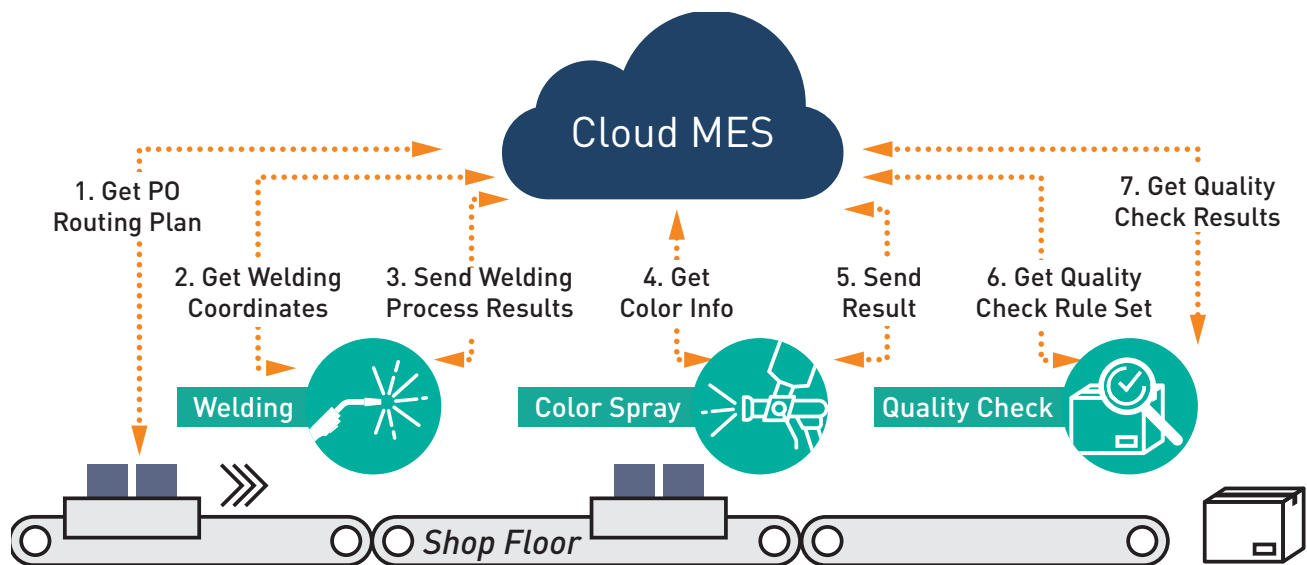 Cloud MES
1. Get PO
Routing Plan
2. Get Welding
Coordinates
3. Send Welding
Process Results
4. Get
Color Info
5. Send
Result
6. Get Quality
Check Rule Set
7. Get Quality
Check Results
Welding
Color Spray
Quality Check
Shop Floor